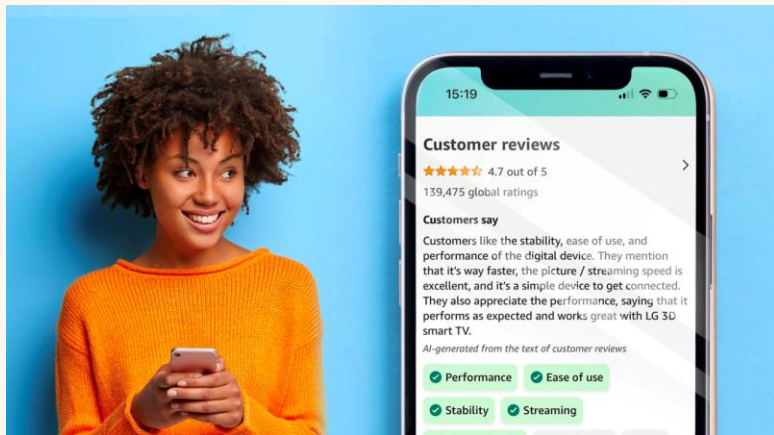 15:19
Customer reviews
4.7 out of 5
139,475 global ratings
Customers say
Customers like the stability, ease of use, and
performance of the digital device. They mention
that it's way faster, the picture / streaming speed is
excellent, and it's a simple device to get connected.
They also appreciate the performance, saying that it
performs as expected and works great with LG 3D
smart TV.
AI-generated from the text of customer reviews
Performance Ease of use
Stability Streaming